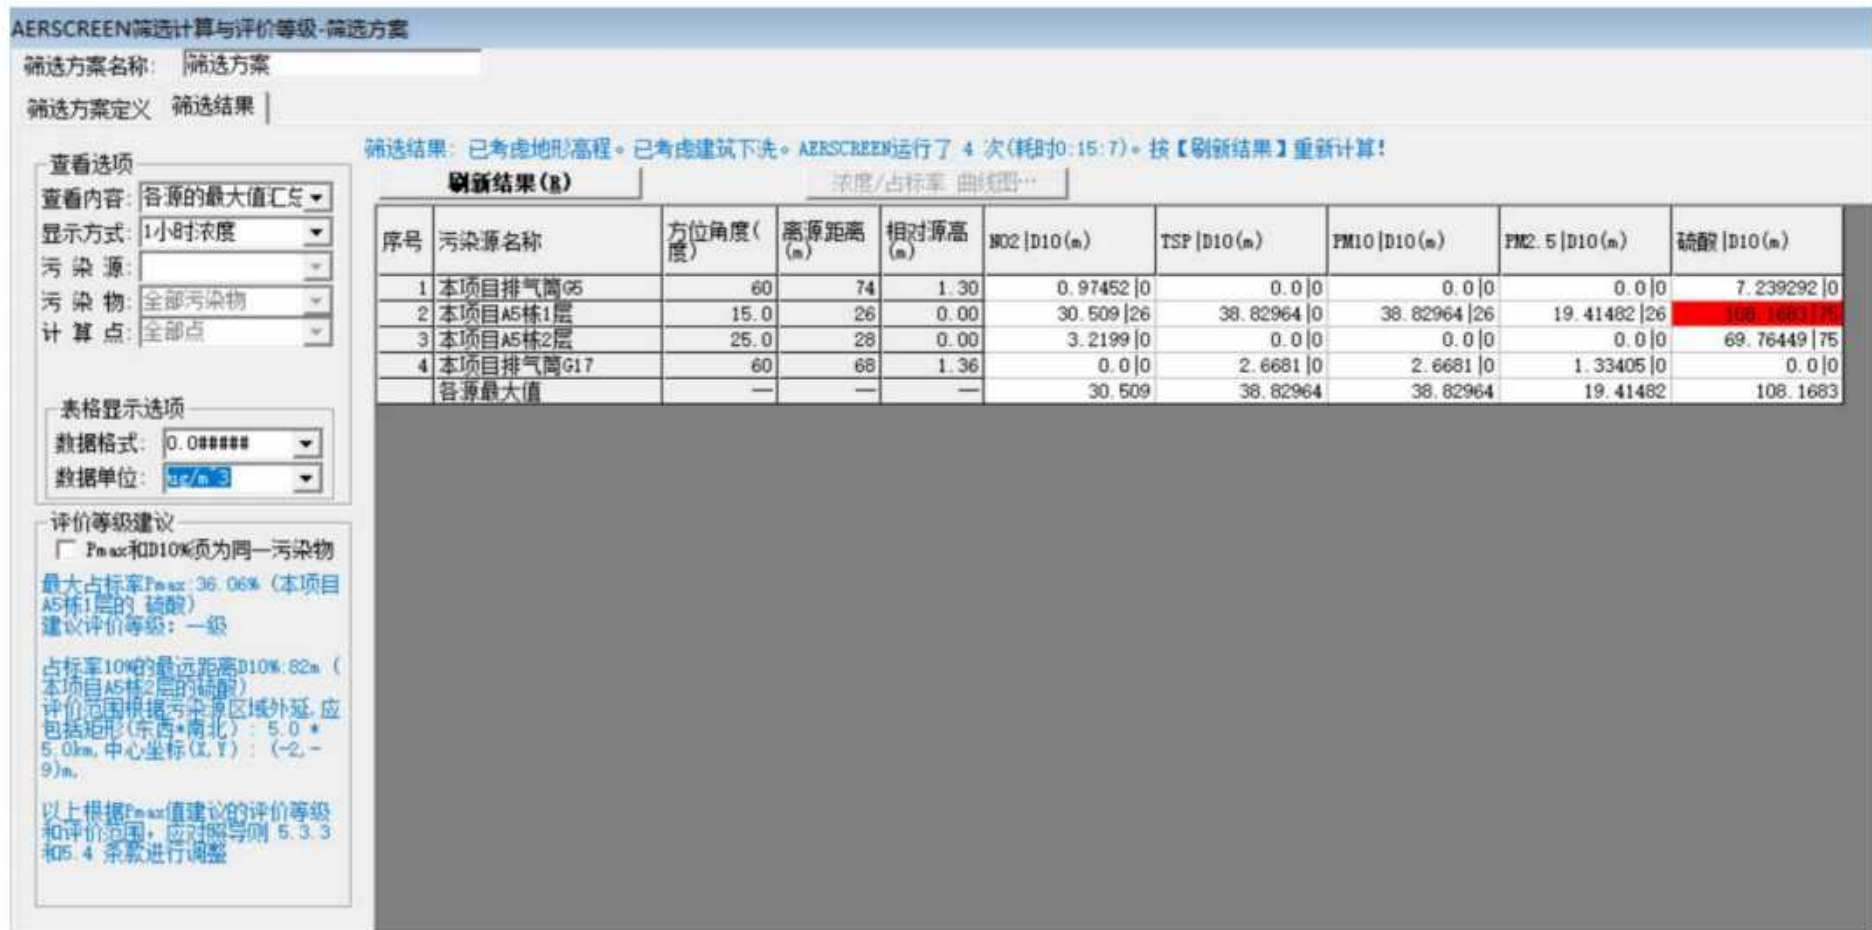 AERSCREEN筛选计算与评价等级-筛选方案
筛选方案名称: 筛选方案
筛选方案定义 筛选结果
筛选结果: 已考虑地形高程。已考虑建筑下洗。AERSCREEN运行了 4 次(耗时0:15:7)。按【刷新结果】重新计算!
刷新结果(R) 浓度/占标率 曲线图…
查看选项
查看内容: 各源的最大值汇总
显示方式: 1小时浓度
污 染 源:
污 染 物: 全部污染物
计 算 点: 全部点
表格显示选项
数据格式: 0.0#####
数据单位: ug/m^3
评价等级建议
Pmax和D10%须为同一污染物
最大占标率Pmax:36.06% (本项目
A5栋1层的 硫酸)
建议评价等级: 一级
占标率10%的最远距离D10%:82m (
本项目A5栋2层的硫酸)
评价范围根据污染源区域外延,应
包括矩形(东西*南北): 5.0 *
5.0km,中心坐标(X,Y): (-2,-
9)m。
以上根据Pmax值建议的评价等级
和评价范围, 应对照导则 5.3.3
和5.4 条款进行调整
序号 污染源名称 方位角度(度) 离源距离(m) 相对源高(m) NO2|D10(m) TSP|D10(m) PM10|D10(m) PM2.5|D10(m) 硫酸|D10(m)
1 本项目排气筒G5 60 74 1.30 0.97452|0 0.0|0 0.0|0 0.0|0 7.239292|0
2 本项目A5栋1层 15.0 26 0.00 30.509|26 38.82964|0 38.82964|26 19.41482|26 108.1683|75
3 本项目A5栋2层 25.0 28 0.00 3.2199|0 0.0|0 0.0|0 0.0|0 69.76449|75
4 本项目排气筒G17 60 68 1.36 0.0|0 2.6681|0 2.6681|0 1.33405|0 0.0|0
各源最大值 — — — 30.509 38.82964 38.82964 19.41482 108.1683